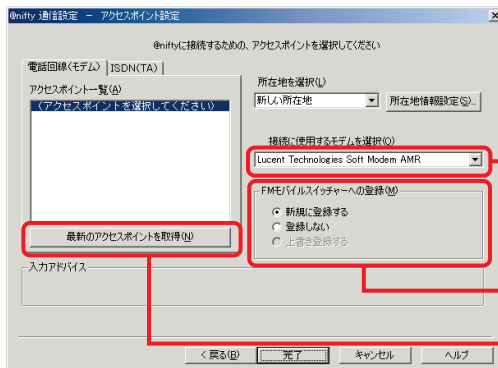 @nifty 通信設定 － アクセスポイント設定
@niftyに接続するための、アクセスポイントを選択してください
電話回線(モデム)
ISDN(TA)
アクセスポイント一覧(A)
(アクセスポイントを選択してください)
最新のアクセスポイントを取得(N)
所在地を選択(L)
新しい所在地
所在地情報設定(S)...
接続に使用するモデムを選択(O)
Lucent Technologies Soft Modem AMR
FMモバイルスイッチャーへの登録(M)
新規に登録する
登録しない
上書き登録する
入力アドバイス
< 戻る(B)
完了
キャンセル
ヘルプ